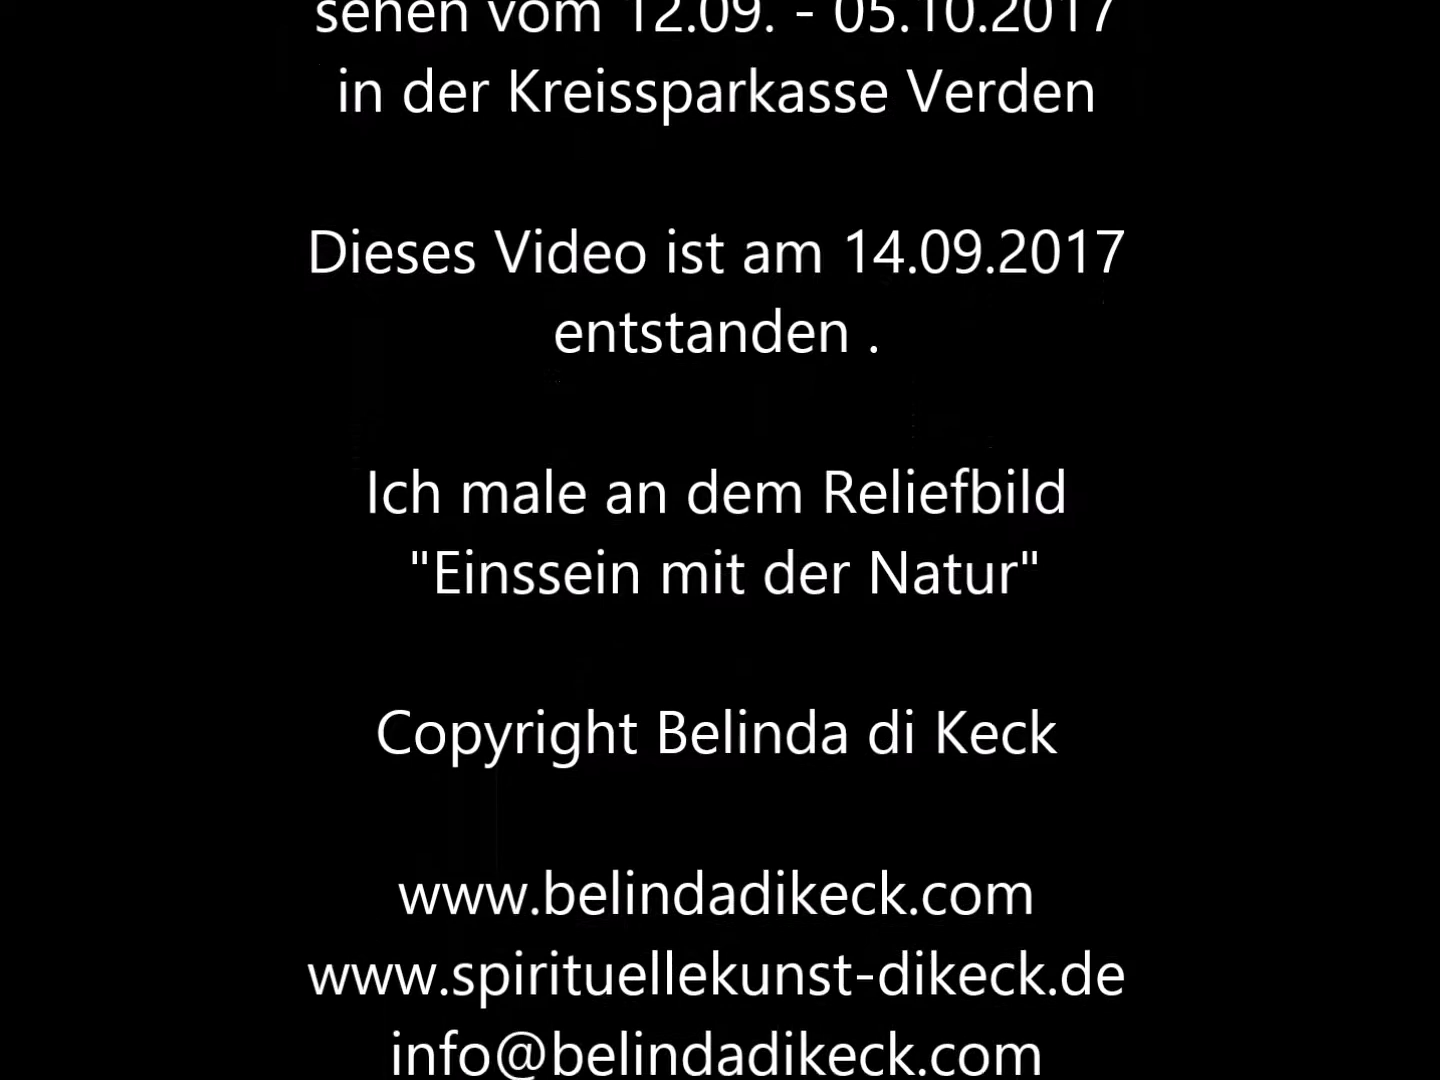 sehen vom 12.09. - 05.10.2017
in der Kreissparkasse Verden
Dieses Video ist am 14.09.2017
entstanden .
Ich male an dem Reliefbild
"Einssein mit der Natur"
Copyright Belinda di Keck
www.belindadikeck.com
www.spirituellekunst-dikeck.de
info@belindadikeck.com